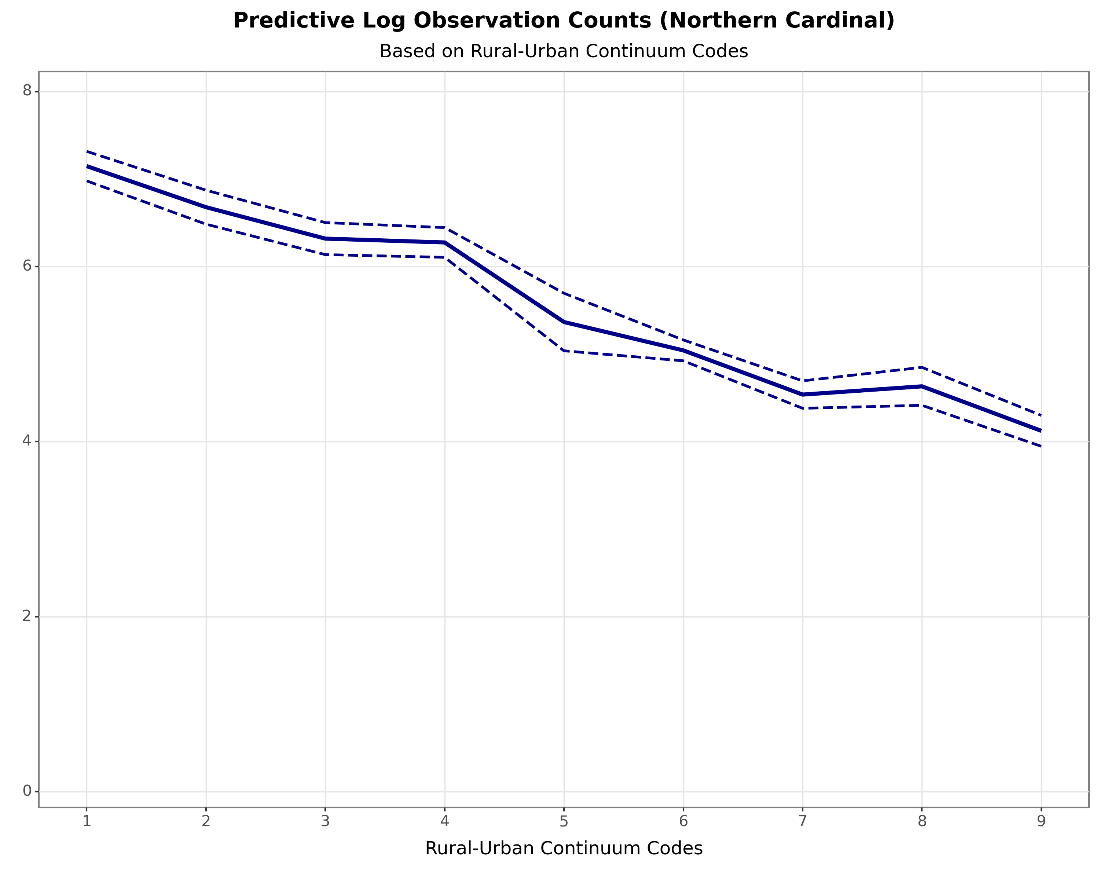 Predictive Log Observation Counts (Northern Cardinal)
Based on Rural-Urban Continuum Codes
8
6
4
2
0
1 2 3 4 5 6 7 8 9
Rural-Urban Continuum Codes